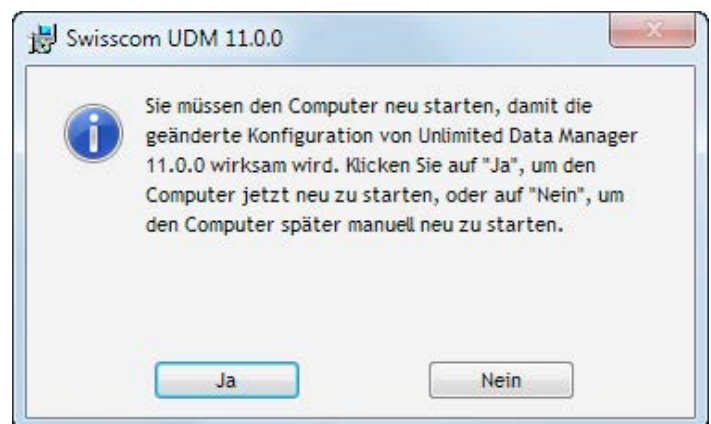 Swisscom UDM 11.0.0
Sie müssen den Computer neu starten, damit die
geänderte Konfiguration von Unlimited Data Manager
11.0.0 wirksam wird. Klicken Sie auf "Ja", um den
Computer jetzt neu zu starten, oder auf "Nein", um
den Computer später manuell neu zu starten.
Ja
Nein